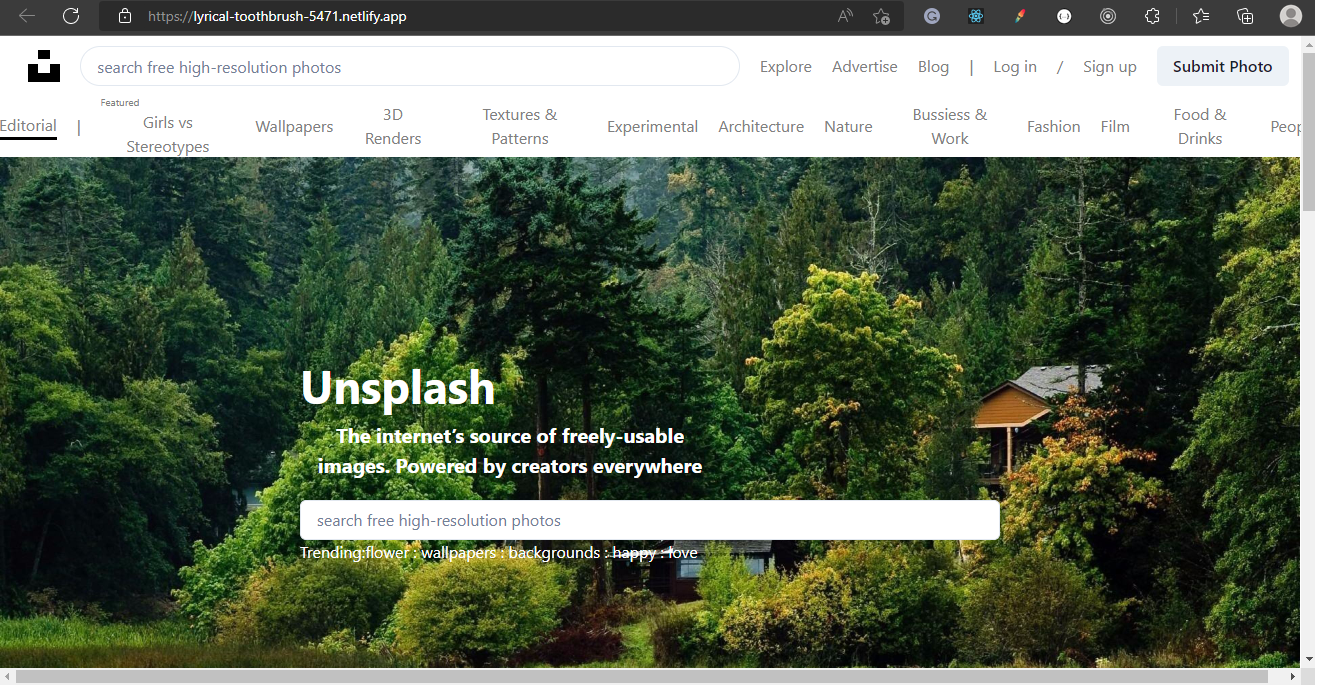 https://lyrical-toothbrush-5471.netlify.app
search free high-resolution photos
Explore Advertise Blog | Log in / Sign up Submit Photo
Featured
Editorial | Girls vs Stereotypes Wallpapers 3D Renders Textures & Patterns Experimental Architecture Nature Bussiess & Work Fashion Film Food & Drinks Peop
Unsplash
The internet’s source of freely-usable
images. Powered by creators everywhere
search free high-resolution photos
Trending:flower : wallpapers : backgrounds : happy : love